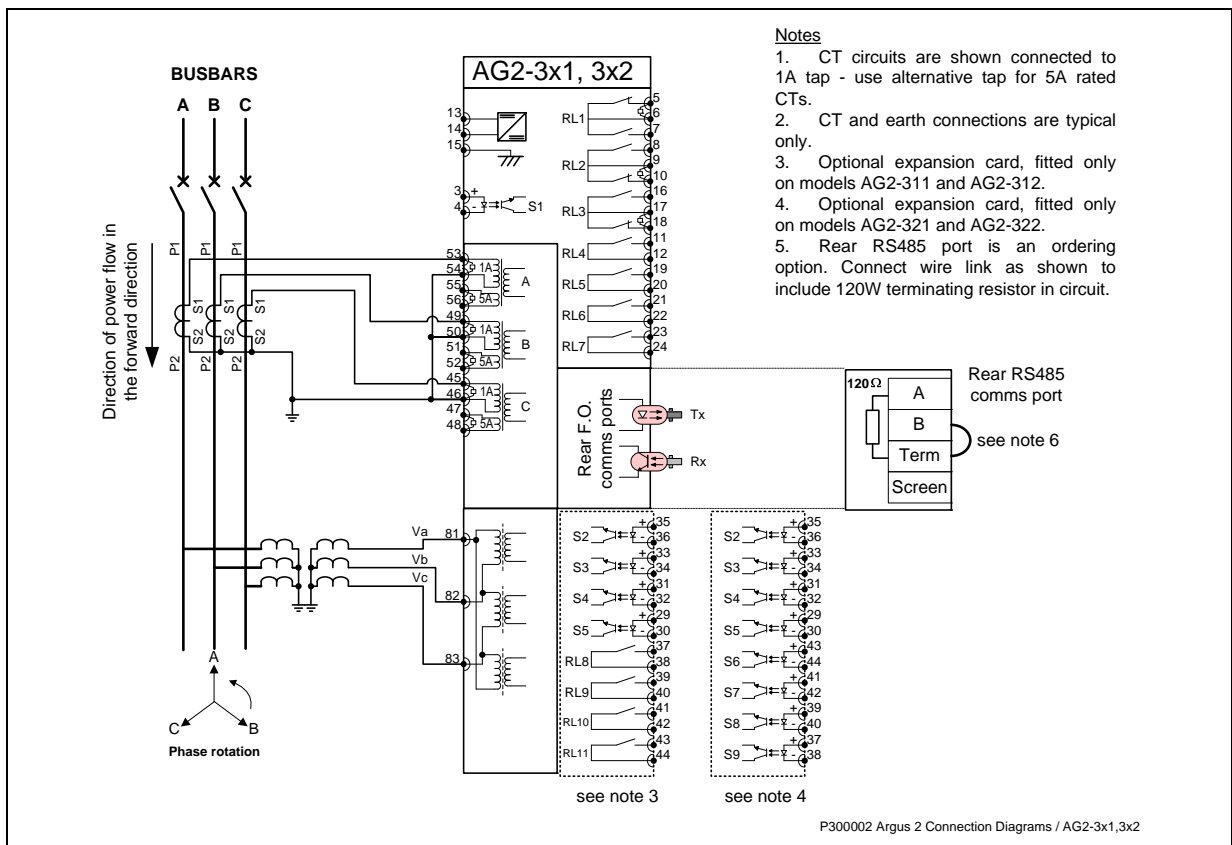 BUSBARS
A B C
Direction of power flow in
the forward direction
P1 P1 P1
S1 S1 S1
S2 S2 S2
P2 P2 P2
AG2-3x1, 3x2
13
14
15
3 +
4 -
S1
53
54 1A
55
56 5A
A
49
50 1A
51
52 5A
B
45
46 1A
47
48 5A
C
RL1
5
6
7
RL2
8
9
10
RL3
16
17
18
RL4
11
12
RL5
19
20
RL6
21
22
RL7
23
24
Rear F.O.
comms ports
Tx
Rx
Va 81
Vb
82
Vc
83
S2 + 35
- 36
S3 + 33
- 34
S4 + 31
- 32
S5 + 29
- 30
RL8 37
38
RL9 39
40
RL10 41
42
RL11 43
44
see note 3
S2 + 35
- 36
S3 + 33
- 34
S4 + 31
- 32
S5 + 29
- 30
S6 + 43
- 44
S7 + 41
- 42
S8 + 39
- 40
S9 + 37
- 38
see note 4
Notes
1. CT circuits are shown connected to
1A tap - use alternative tap for 5A rated
CTs.
2. CT and earth connections are typical
only.
3. Optional expansion card, fitted only
on models AG2-311 and AG2-312.
4. Optional expansion card, fitted only
on models AG2-321 and AG2-322.
5. Rear RS485 port is an ordering
option. Connect wire link as shown to
include 120W terminating resistor in circuit.
120Ω
A
B
Term
Screen
Rear RS485
comms port
see note 6
A
C B
Phase rotation
P300002 Argus 2 Connection Diagrams / AG2-3x1,3x2